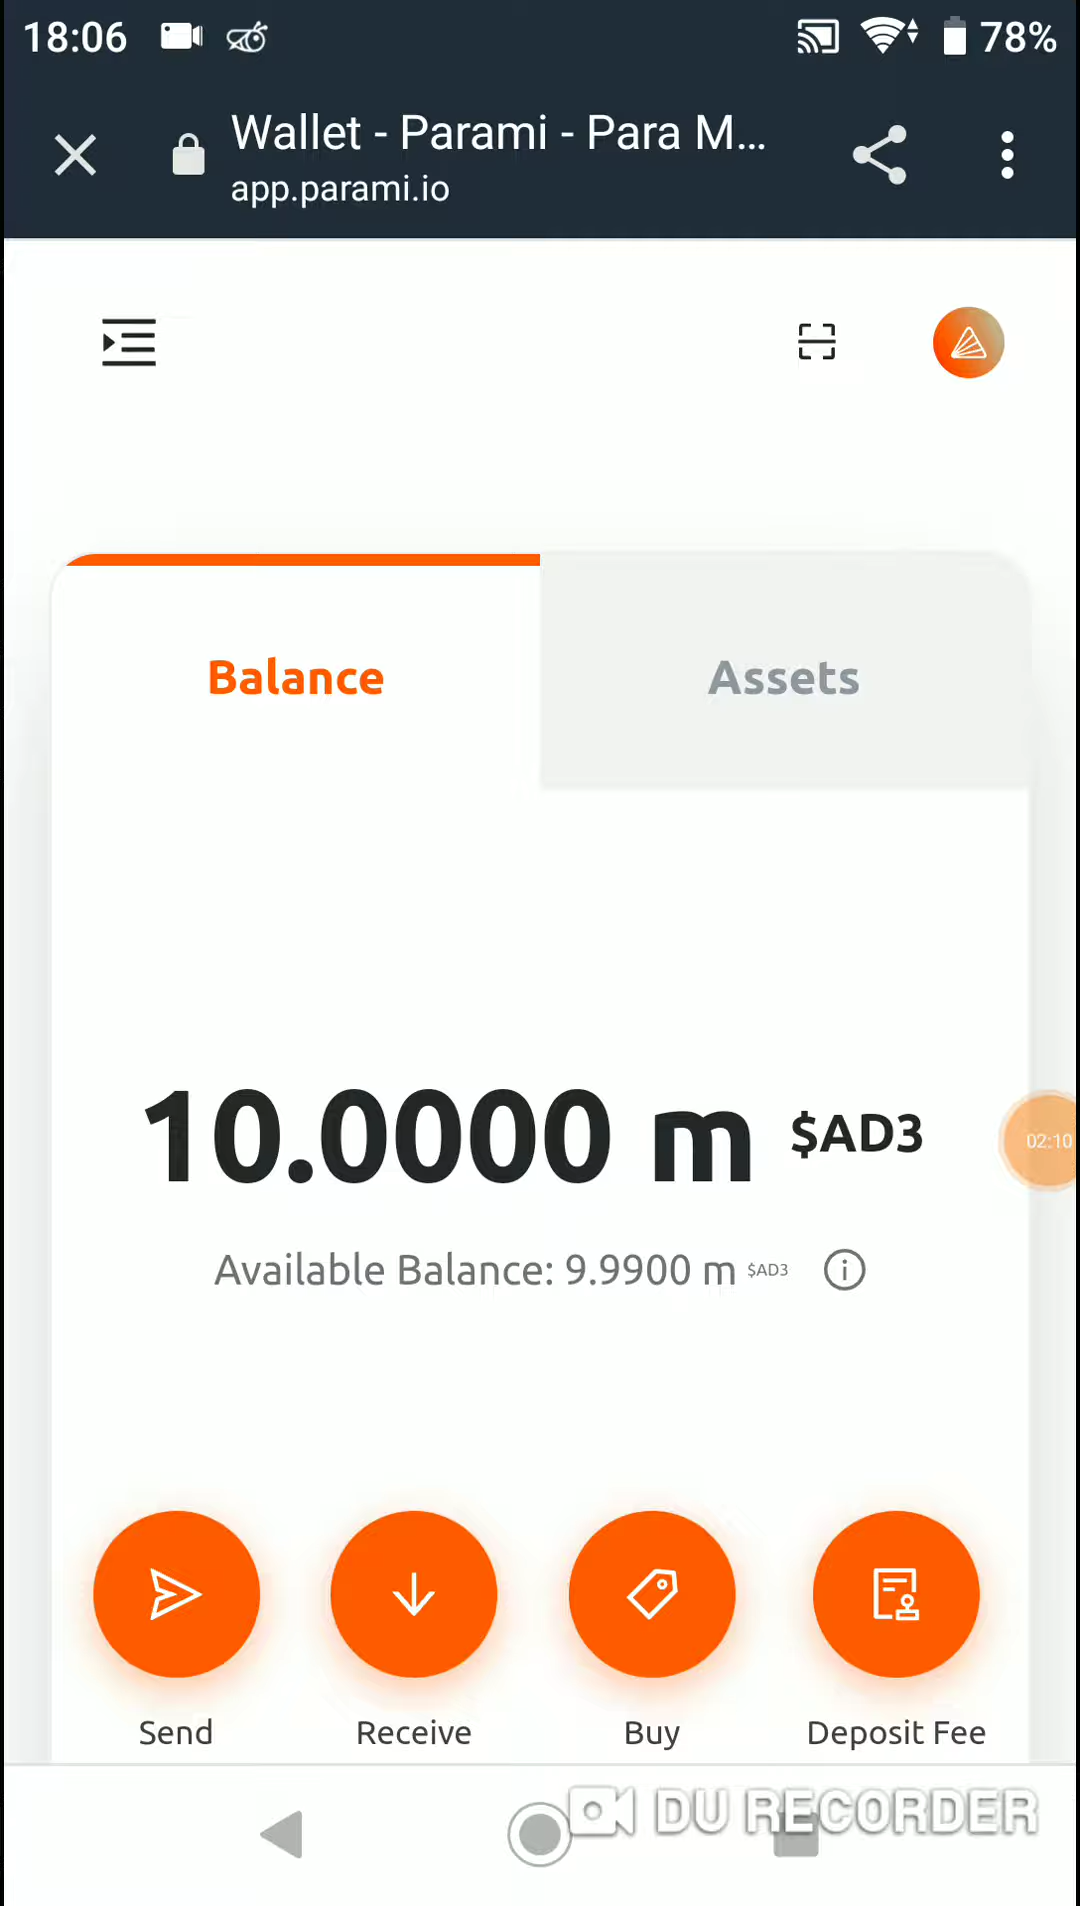 18:06
78%
Wallet - Parami - Para M...
app.parami.io
Balance
Assets
10.0000 m $AD3
02:10
Available Balance: 9.9900 m $AD3
Send
Receive
Buy
Deposit Fee
DU RECORDER